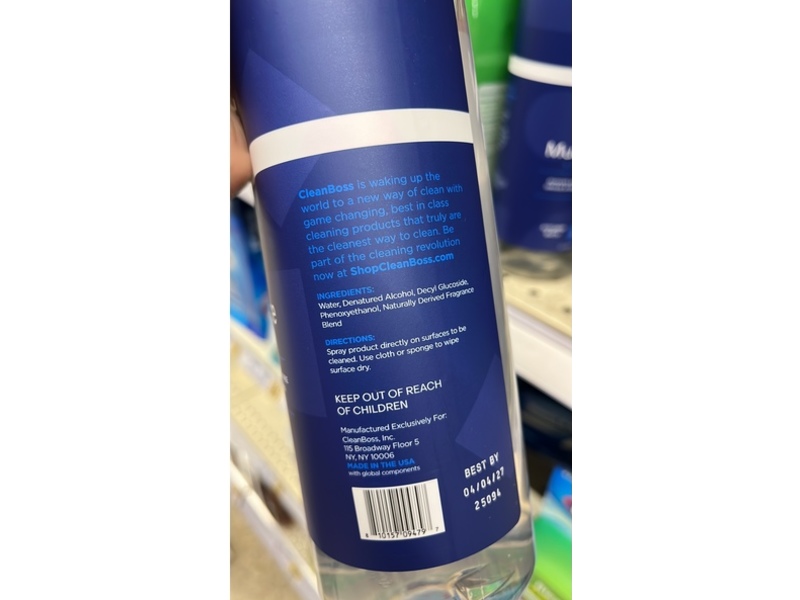 CleanBoss is waking up the
world to a new way of clean with
game changing, best in class
cleaning products that truly are
the cleanest way to clean. Be
part of the cleaning revolution
now at ShopCleanBoss.com
INGREDIENTS:
Water, Denatured Alcohol, Decyl Glucoside,
Phenoxyethanol, Naturally Derived Fragrance
Blend
DIRECTIONS:
Spray product directly on surfaces to be
cleaned. Use cloth or sponge to wipe
surface dry.
KEEP OUT OF REACH
OF CHILDREN
Manufactured Exclusively For:
CleanBoss, Inc.
115 Broadway Floor 5
NY, NY 10006
MADE IN THE USA
with global components
8 10157 09479 7
BEST BY
04/04/27
25094